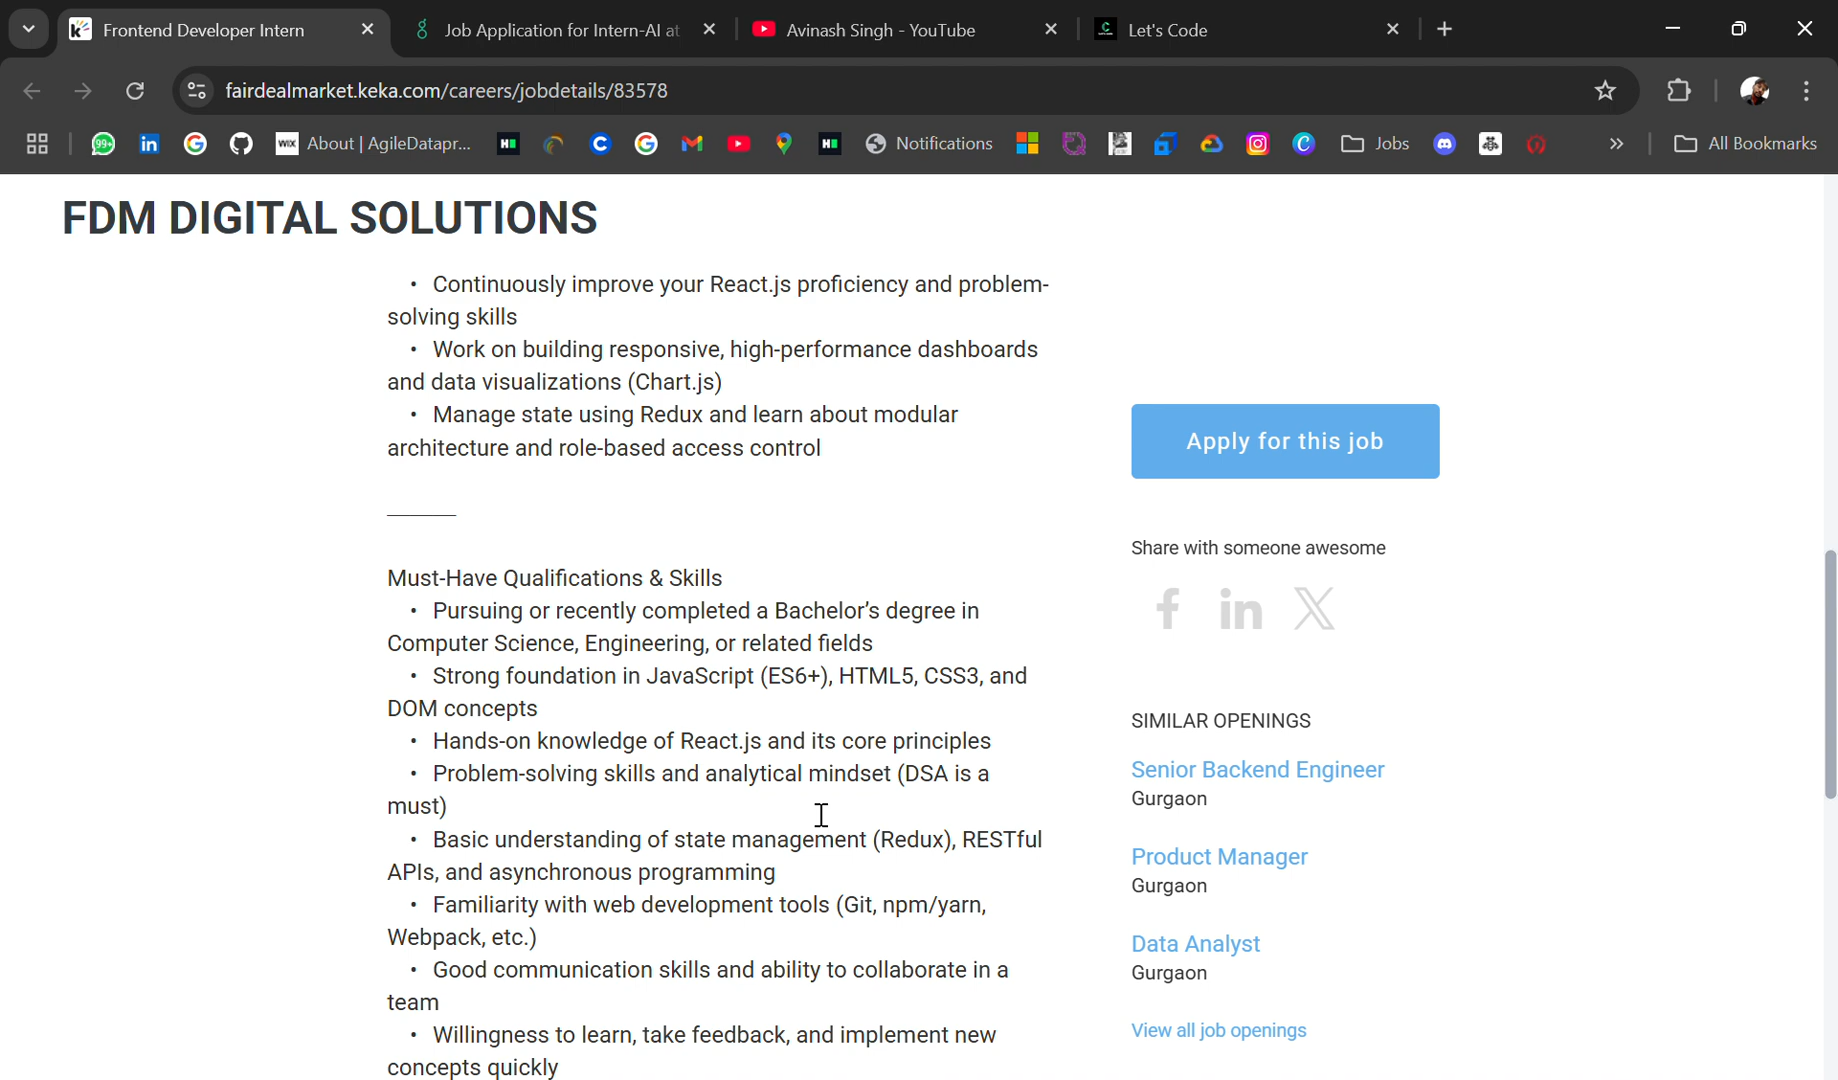 Frontend Developer Intern
Job Application for Intern-AI at
Avinash Singh - YouTube
Let's Code
fairdealmarket.keka.com/careers/jobdetails/83578
99+
WIX
About | AgileDatapr...
Notifications
Jobs
All Bookmarks
FDM DIGITAL SOLUTIONS
• Continuously improve your React.js proficiency and problem-
solving skills
• Work on building responsive, high-performance dashboards
and data visualizations (Chart.js)
• Manage state using Redux and learn about modular
architecture and role-based access control
Must-Have Qualifications & Skills
• Pursuing or recently completed a Bachelor’s degree in
Computer Science, Engineering, or related fields
• Strong foundation in JavaScript (ES6+), HTML5, CSS3, and
DOM concepts
• Hands-on knowledge of React.js and its core principles
• Problem-solving skills and analytical mindset (DSA is a
must)
• Basic understanding of state management (Redux), RESTful
APIs, and asynchronous programming
• Familiarity with web development tools (Git, npm/yarn,
Webpack, etc.)
• Good communication skills and ability to collaborate in a
team
• Willingness to learn, take feedback, and implement new
concepts quickly
Apply for this job
Share with someone awesome
SIMILAR OPENINGS
Senior Backend Engineer
Gurgaon
Product Manager
Gurgaon
Data Analyst
Gurgaon
View all job openings